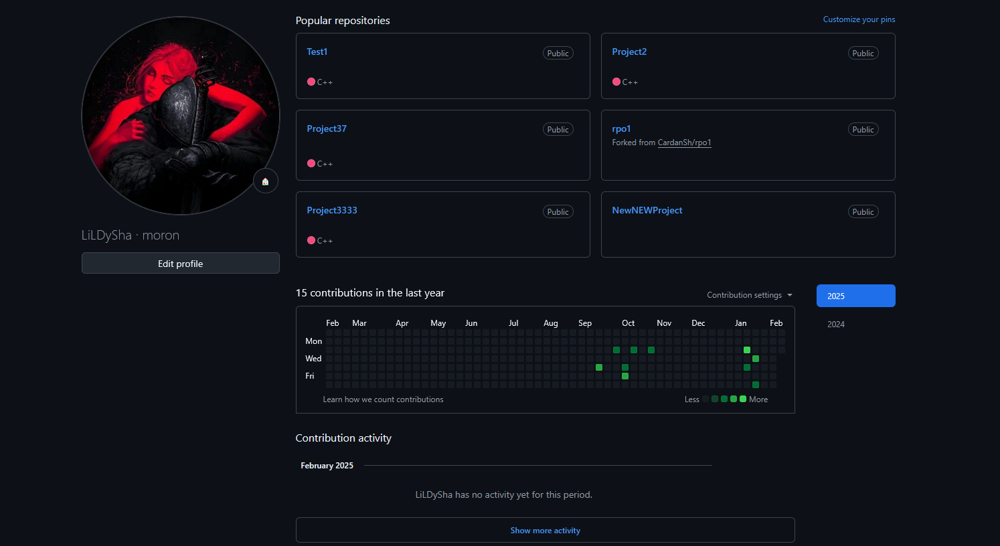 Popular repositories
Customize your pins
Test1
Public
C++
Project2
Public
C++
Project37
Public
C++
rpo1
Public
Forked from CardanSh/rpo1
Project3333
Public
C++
NewNEWProject
Public
LiLDySha · moron
Edit profile
15 contributions in the last year
Contribution settings
2025
2024
Feb Mar Apr May Jun Jul Aug Sep Oct Nov Dec Jan Feb
Mon
Wed
Fri
Learn how we count contributions
Less More
Contribution activity
February 2025
LiLDySha has no activity yet for this period.
Show more activity